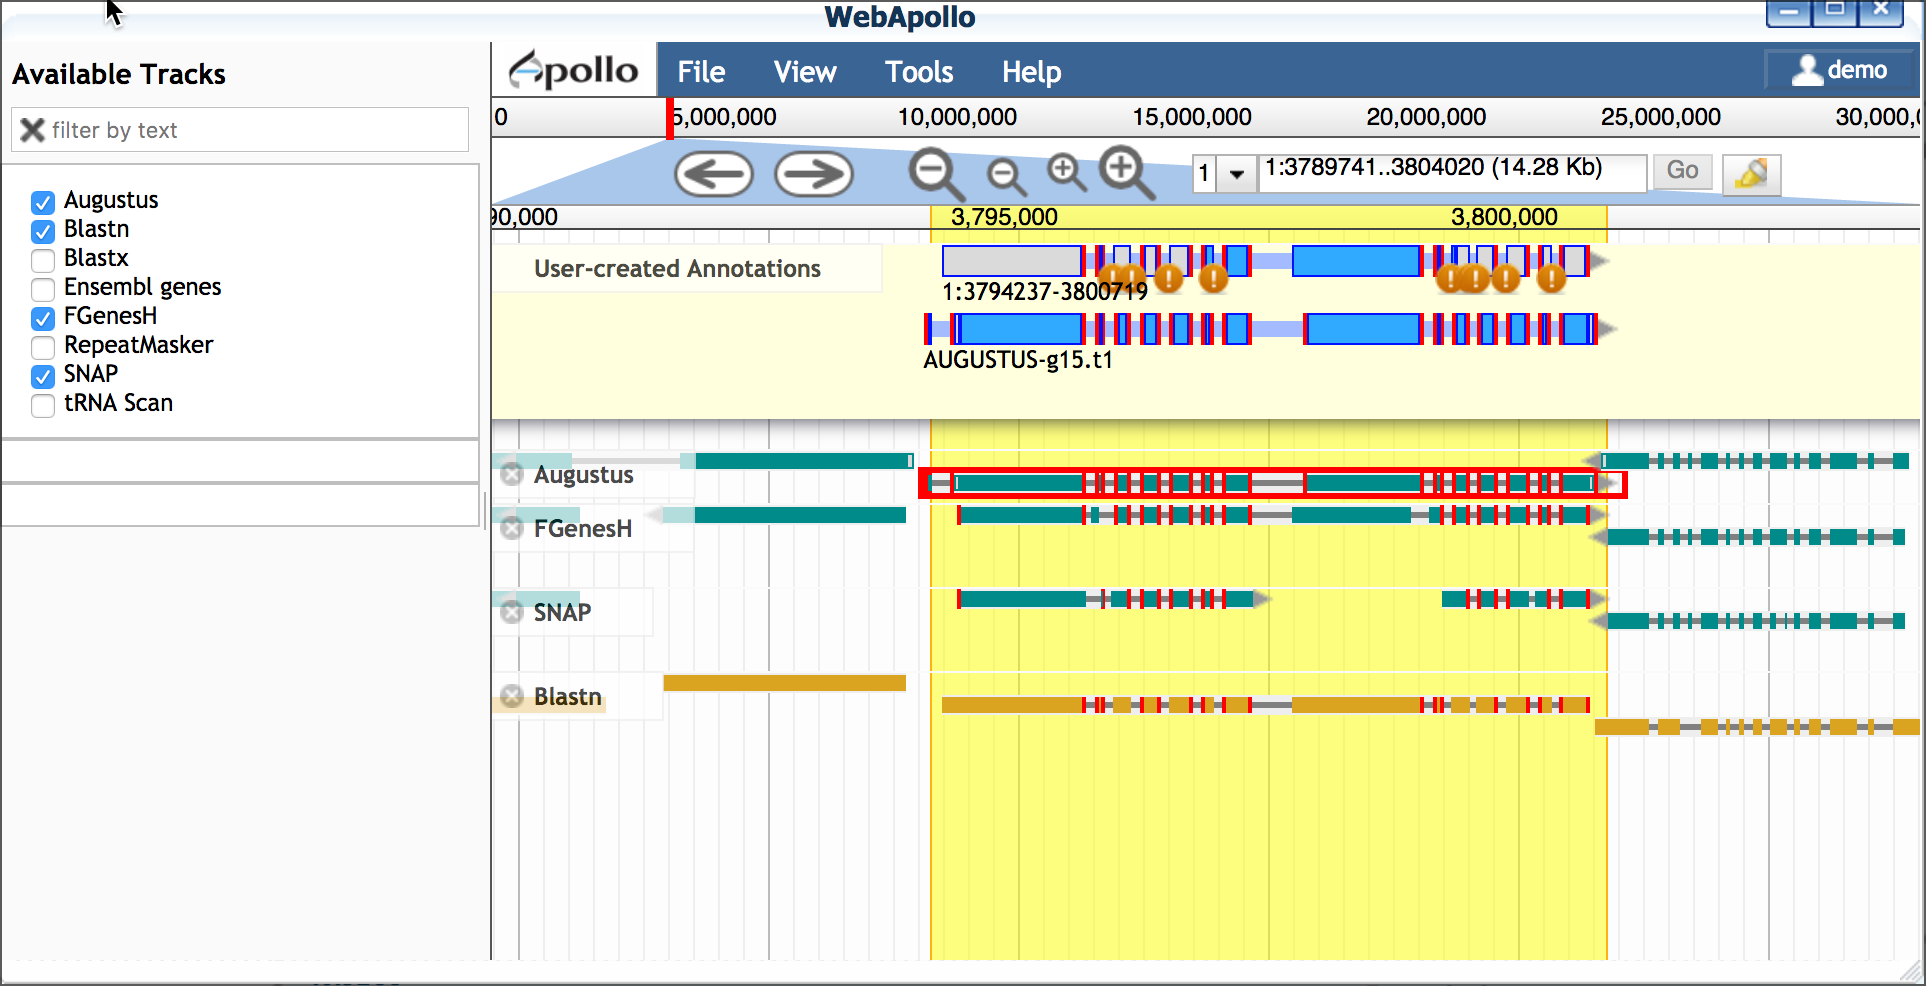 WebApollo
Available Tracks
filter by text
Augustus
Blastn
Blastx
Ensembl genes
FGenesH
RepeatMasker
SNAP
tRNA Scan
Apollo File View Tools Help demo
0 5,000,000 10,000,000 15,000,000 20,000,000 25,000,000 30,000,0
1 1:3789741..3804020 (14.28 Kb) Go
90,000 3,795,000 3,800,000
User-created Annotations
1:3794237-3800719
AUGUSTUS-g15.t1
Augustus
FGenesH
SNAP
Blastn